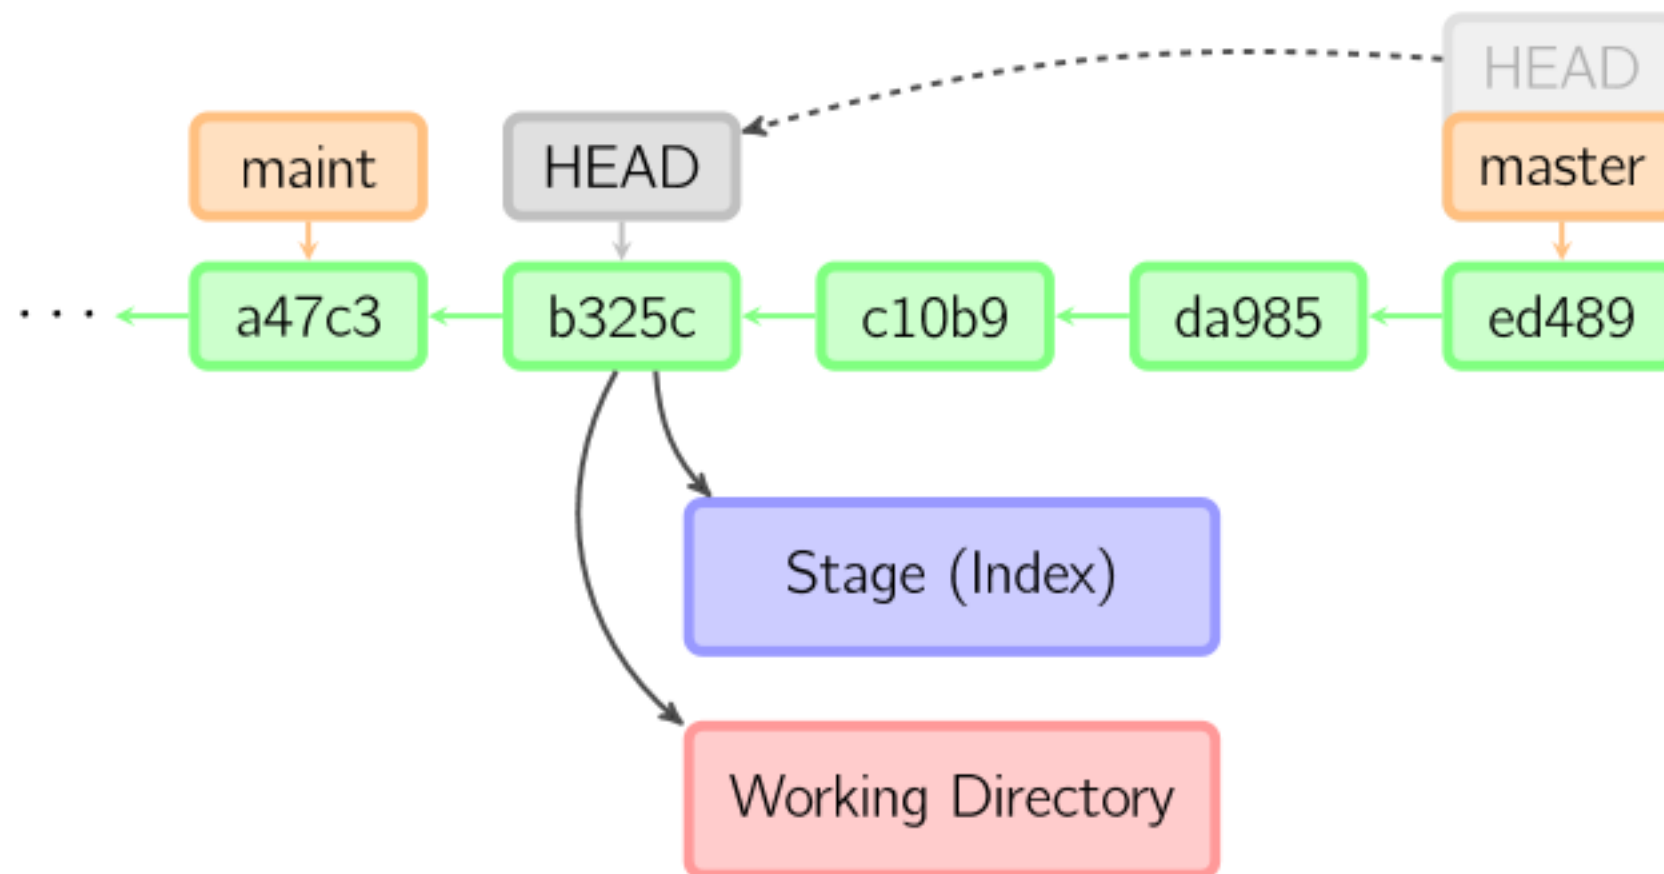 HEAD
maint
HEAD
master
...
a47c3
b325c
c10b9
da985
ed489
Stage (Index)
Working Directory